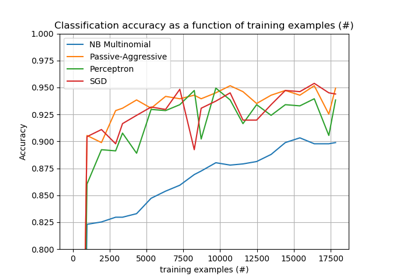 Classification accuracy as a function of training examples (#)
1.000
0.975
0.950
0.925
0.900
0.875
0.850
0.825
0.800
Accuracy
NB Multinomial
Passive-Aggressive
Perceptron
SGD
0 2500 5000 7500 10000 12500 15000 17500
training examples (#)